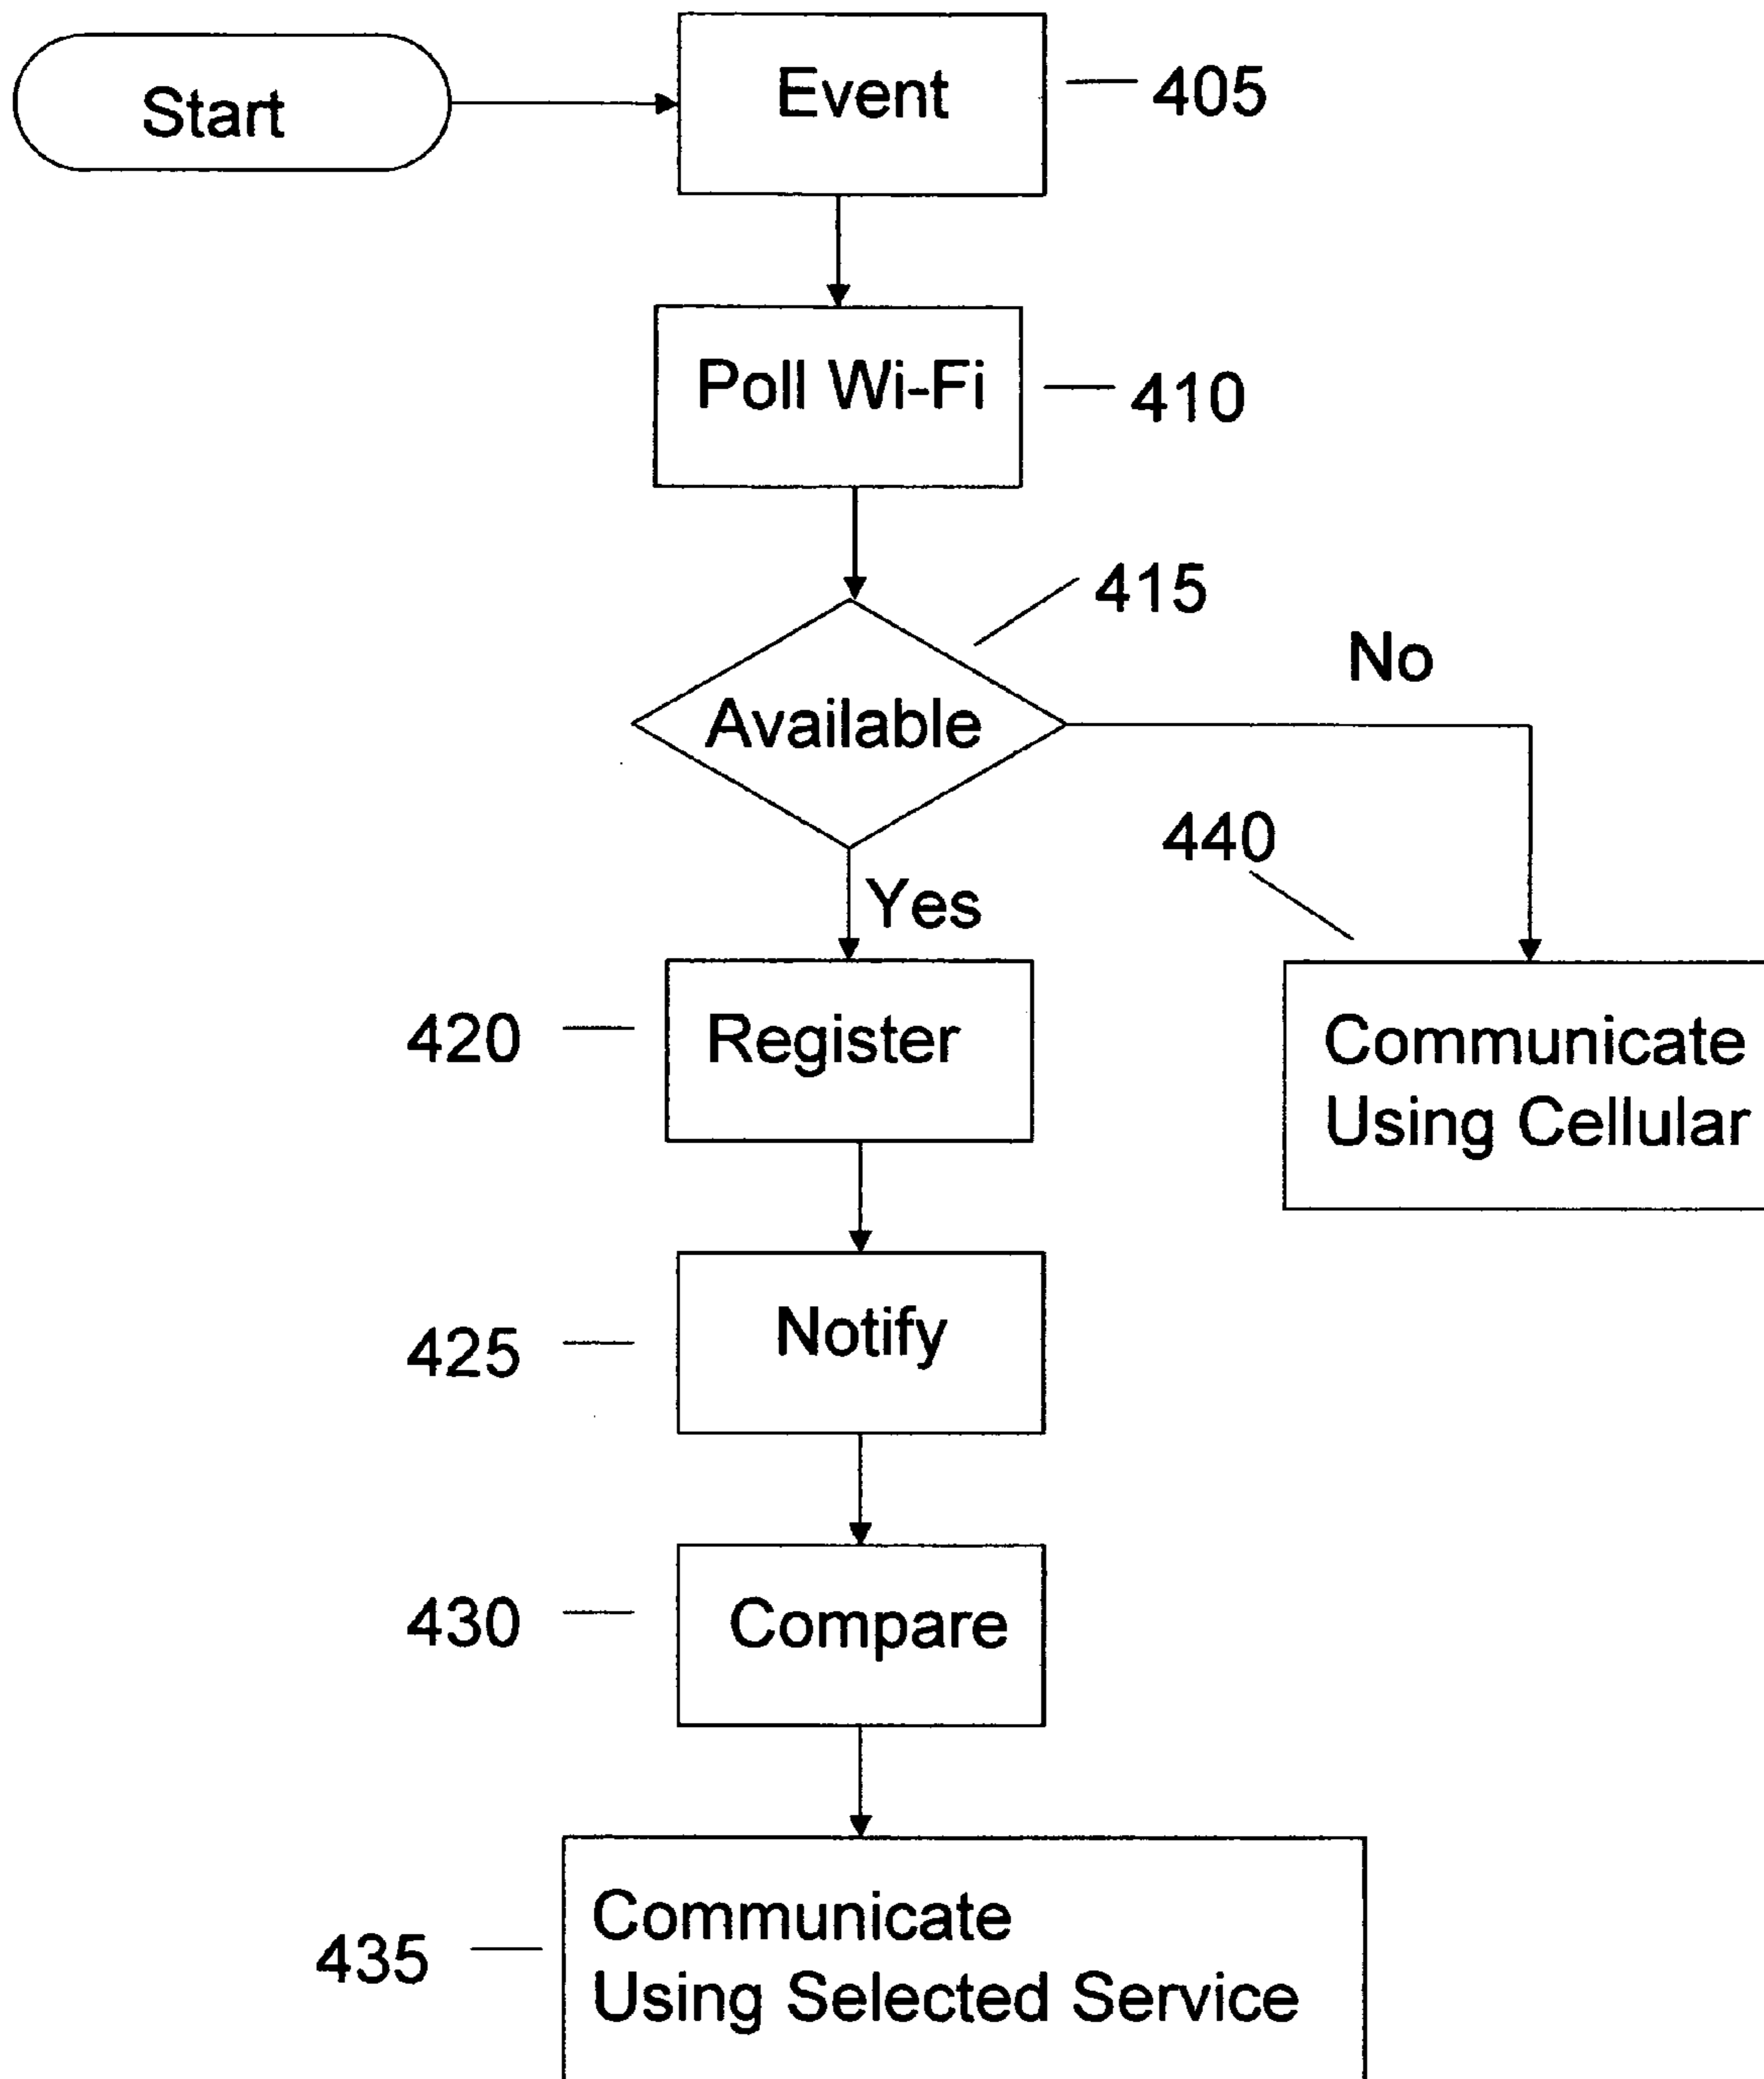 Start
Event
405
Poll Wi-Fi
410
415
No
Available
440
Yes
420
Register
Communicate
Using Cellular
425
Notify
430
Compare
435
Communicate
Using Selected Service